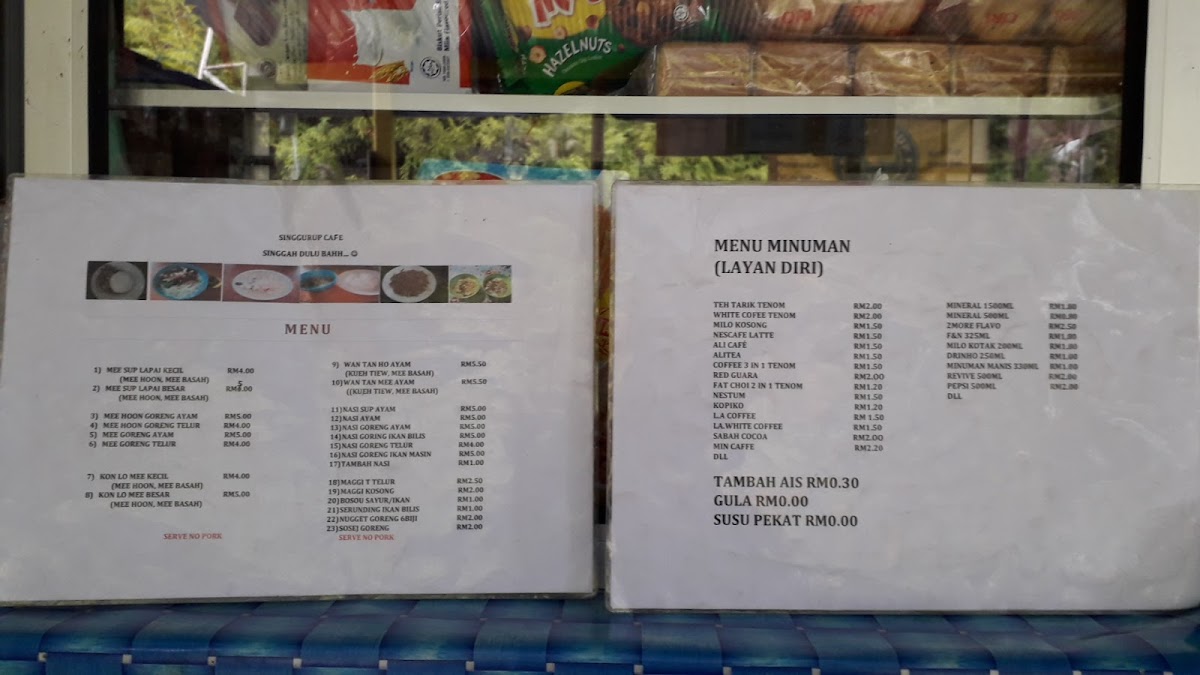 HAZELNUTS
SINGGURUP CAFE
SINGGAH DULU BAHH... ☺
MENU
1) MEE SUP LAPAI KECIL RM4.00
(MEE HOON, MEE BASAH)
2) MEE SUP LAPAI BESAR 5
(MEE HOON, MEE BASAH)
3) MEE HOON GORENG AYAM RM5.00
4) MEE HOON GORENG TELUR RM4.00
5) MEE GORENG AYAM RM5.00
6) MEE GORENG TELUR RM4.00
7) KON LO MEE KECIL RM4.00
(MEE HOON, MEE BASAH)
8) KON LO MEE BESAR RM5.00
(MEE HOON, MEE BASAH)
SERVE NO PORK
9) WAN TAN HO AYAM RM5.50
(KUEH TIEW, MEE BASAH)
10)WAN TAN MEE AYAM RM5.50
((KUEH TIEW, MEE BASAH)
11)NASI SUP AYAM RM5.00
12)NASI AYAM RM5.00
13)NASI GORENG AYAM RM5.00
14)NASI GORING IKAN BILIS RM5.00
15)NASI GORENG TELUR RM4.00
16)NASI GORENG IKAN MASIN RM5.00
17)TAMBAH NASI RM1.00
18)MAGGI T TELUR RM2.50
19)MAGGI KOSONG RM2.00
20)BOSOU SAYUR/IKAN RM1.00
21)SERUNDING IKAN BILIS RM1.00
22)NUGGET GORENG 6BIJI RM2.00
23)SOSEJ GORENG RM2.00
SERVE NO PORK
MENU MINUMAN
(LAYAN DIRI)
TEH TARIK TENOM RM2.00
WHITE COFEE TENOM RM2.00
MILO KOSONG RM1.50
NESCAFE LATTE RM1.50
ALI CAFÉ RM1.50
ALITEA RM1.50
COFFEE 3 IN 1 TENOM RM1.50
RED GUARA RM2.00
FAT CHOI 2 IN 1 TENOM RM1.20
NESTUM RM1.50
KOPIKO RM1.20
L.A COFFEE RM 1.50
LA.WHITE COFFEE RM1.50
SABAH COCOA RM2.00
MIN CAFFE RM2.20
DLL
MINERAL 1500ML RM1.80
MINERAL 500ML RM0.80
2MORE FLAVO RM2.50
F&N 325ML RM1.80
MILO KOTAK 200ML RM1.80
DRINHO 250ML RM1.00
MINUMAN MANIS 330ML RM1.80
REVIVE 500ML RM2.00
PEPSI 500ML RM2.00
DLL
TAMBAH AIS RM0.30
GULA RM0.00
SUSU PEKAT RM0.00